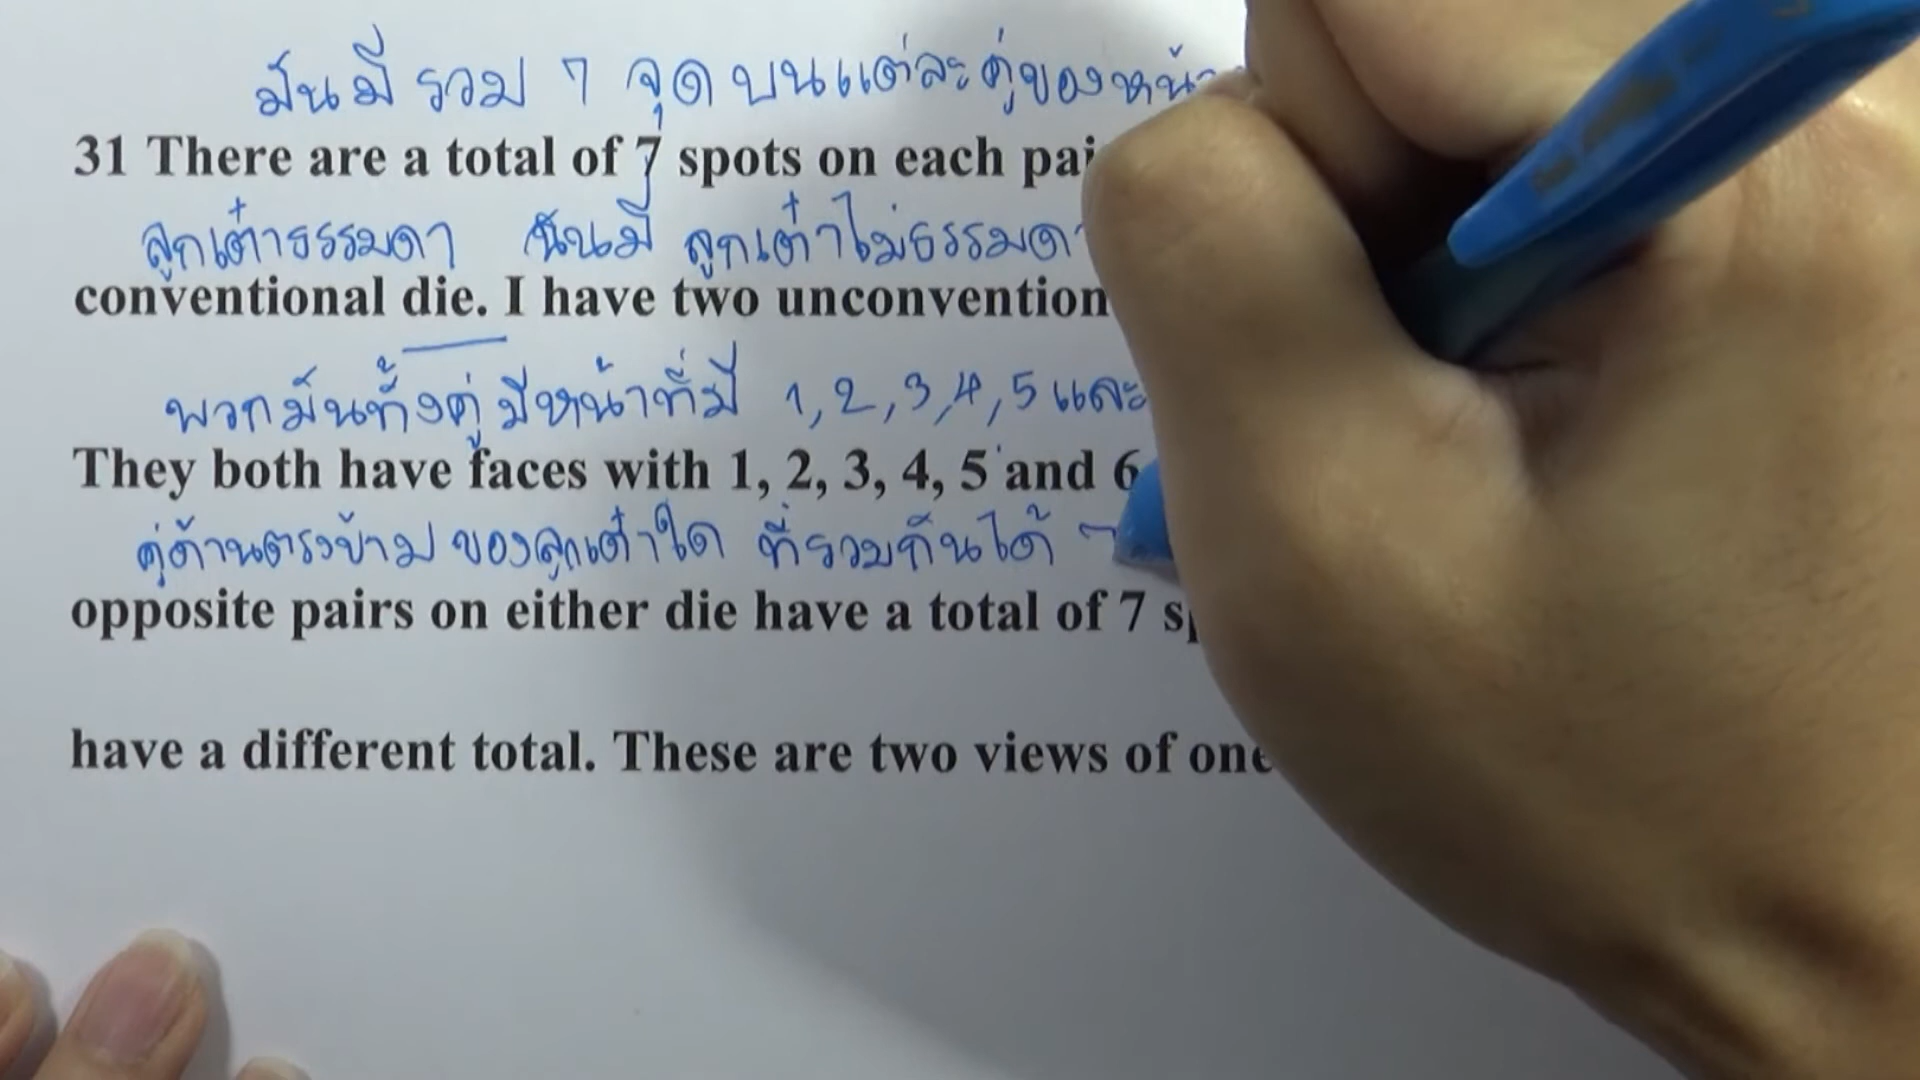 มันมี รวม 7 จุด บนแต่ละคู่ของหน้า
31 There are a total of 7 spots on each pai
ลูกเต๋าธรรมดา ฉันมี ลูกเต๋าไม่ธรรมดา
conventional die. I have two unconvention
พวกมันทั้งคู่ มีหน้าที่มี 1, 2, 3, 4, 5 และ
They both have faces with 1, 2, 3, 4, 5 and 6
คู่ด้านตรงข้าม ของลูกเต๋าใด ที่รวมกันได้
opposite pairs on either die have a total of 7 s
have a different total. These are two views of one